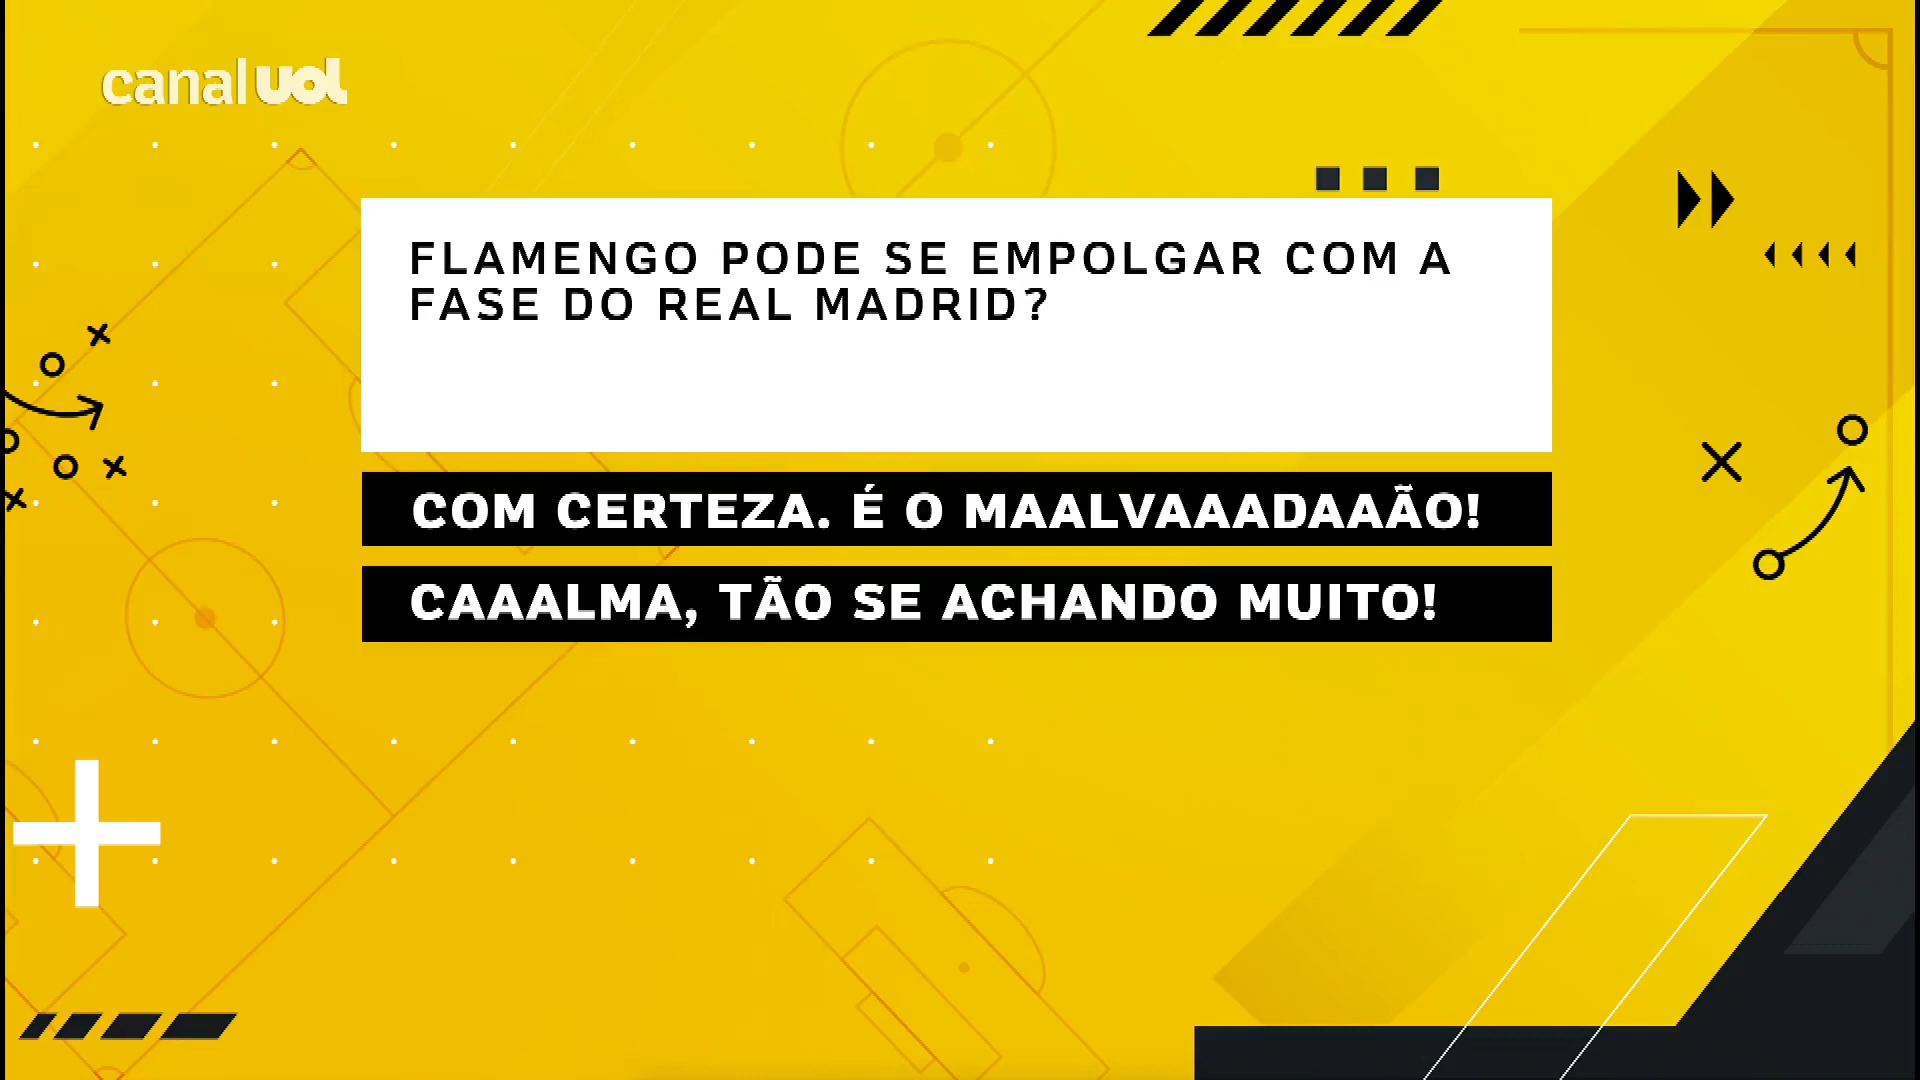 canal uol
FLAMENGO PODE SE EMPOLGAR COM A
FASE DO REAL MADRID?
COM CERTEZA. É O MAALVAAADAAÃO!
CAAALMA, TÃO SE ACHANDO MUITO!